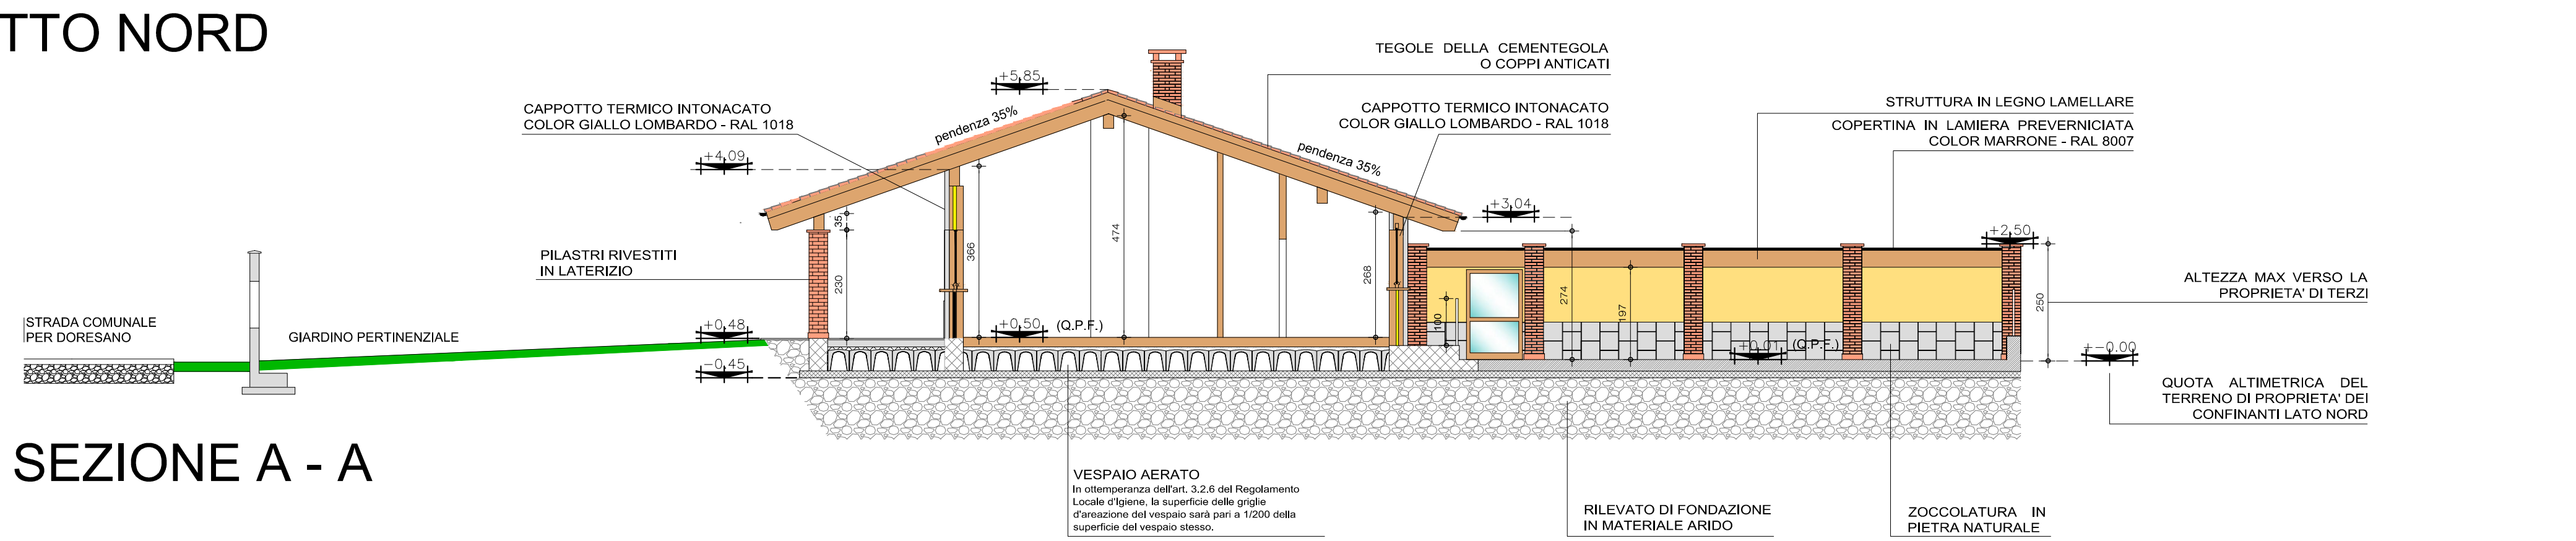 TTO NORD
TEGOLE DELLA CEMENTEGOLA
O COPPI ANTICATI
+5,85
CAPPOTTO TERMICO INTONACATO
COLOR GIALLO LOMBARDO - RAL 1018
pendenza 35%
CAPPOTTO TERMICO INTONACATO
COLOR GIALLO LOMBARDO - RAL 1018
pendenza 35%
STRUTTURA IN LEGNO LAMELLARE
COPERTINA IN LAMIERA PREVERNICIATA
COLOR MARRONE - RAL 8007
+4,09
+3,04
+2,50
35
230
366
474
268
274
197
100
250
PILASTRI RIVESTITI
IN LATERIZIO
ALTEZZA MAX VERSO LA
PROPRIETA' DI TERZI
STRADA COMUNALE
PER DORESANO
GIARDINO PERTINENZIALE
+0,48
+0,50 (Q.P.F.)
+0,01 (Q.P.F.)
+-0.00
-0,45
QUOTA ALTIMETRICA DEL
TERRENO DI PROPRIETA' DEI
CONFINANTI LATO NORD
SEZIONE A - A
VESPAIO AERATO
In ottemperanza dell'art. 3.2.6 del Regolamento
Locale d'Igiene, la superficie delle griglie
d'areazione del vespaio sarà pari a 1/200 della
superficie del vespaio stesso.
RILEVATO DI FONDAZIONE
IN MATERIALE ARIDO
ZOCCOLATURA IN
PIETRA NATURALE